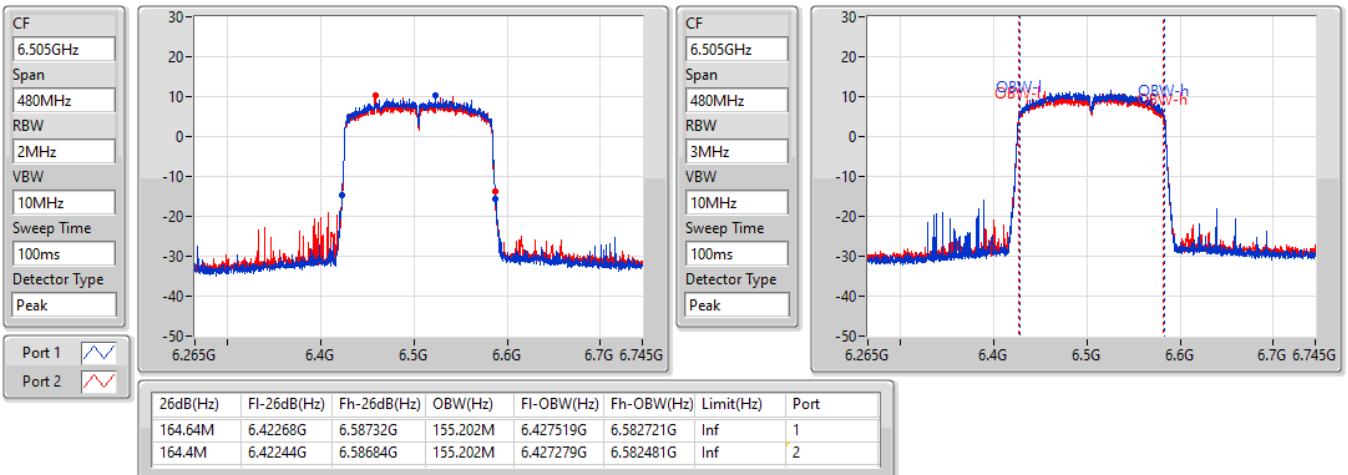 CF
6.505GHz
Span
480MHz
RBW
2MHz
VBW
10MHz
Sweep Time
100ms
Detector Type
Peak
Port 1
Port 2
30
20
10
0
-10
-20
-30
-40
-50
6.265G 6.4G 6.5G 6.6G 6.7G 6.745G
CF
6.505GHz
Span
480MHz
RBW
3MHz
VBW
10MHz
Sweep Time
100ms
Detector Type
Peak
30
20
10
0
-10
-20
-30
-40
-50
OBW-l
OBW-l
OBW-h
OBW-h
6.265G 6.4G 6.5G 6.6G 6.7G 6.745G
26dB(Hz) Fl-26dB(Hz) Fh-26dB(Hz) OBW(Hz) Fl-OBW(Hz) Fh-OBW(Hz) Limit(Hz) Port
164.64M 6.42268G 6.58732G 155.202M 6.427519G 6.582721G Inf 1
164.4M 6.42244G 6.58684G 155.202M 6.427279G 6.582481G Inf 2